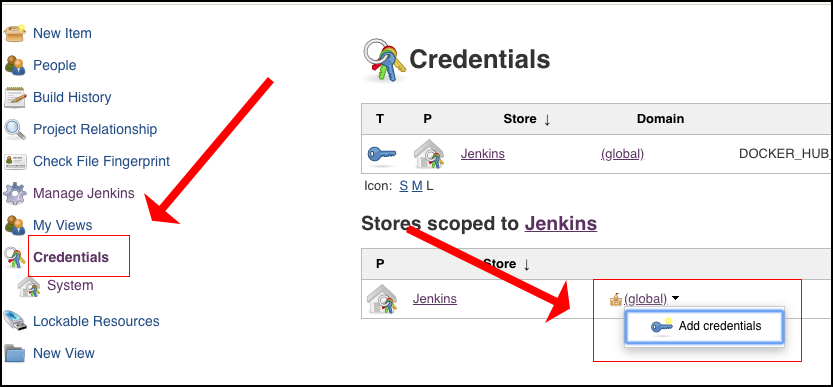 New Item
People
Build History
Project Relationship
Check File Fingerprint
Manage Jenkins
My Views
Credentials
System
Lockable Resources
New View
Credentials
T P Store ↓ Domain
Jenkins (global) DOCKER_HUB_
Icon: S M L
Stores scoped to Jenkins
P Store ↓
Jenkins (global)
Add credentials